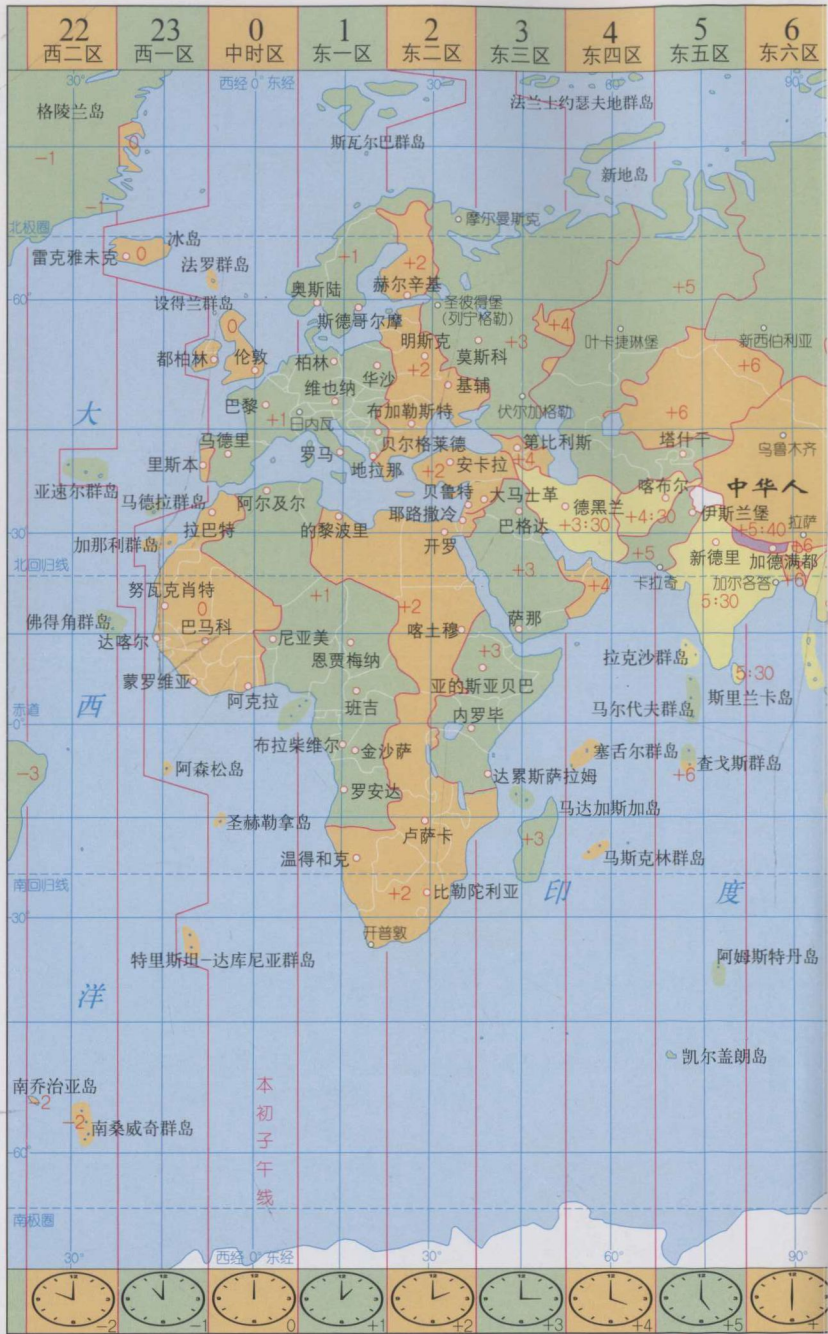 22 23 0 1 2 3 4 5 6
西二区 西一区 中时区 东一区 东二区 东三区 东四区 东五区 东六区
30° 西经 0° 东经 30° 60° 90°
格陵兰岛
法兰士约瑟夫地群岛
斯瓦尔巴群岛
0
-1
新地岛
-1
摩尔曼斯克
北极圈
冰岛
雷克雅未克 0
+1
+2
法罗群岛
赫尔辛基
+5
奥斯陆
设得兰群岛
60°
圣彼得堡
(列宁格勒)
斯德哥尔摩
0
+4
叶卡捷琳堡
新西伯利亚
明斯克
+3
莫斯科
都柏林 伦敦 柏林
华沙
+2
+6
维也纳
基辅
巴黎
+1
日内瓦
布加勒斯特
伏尔加格勒
+6
大
马德里
罗马
贝尔格莱德
第比利斯
塔什干
乌鲁木齐
里斯本
地拉那
+2
安卡拉
+4
亚速尔群岛
马德拉群岛
阿尔及尔
贝鲁特
大马士革
德黑兰
喀布尔
中华人
拉巴特
的黎波里
耶路撒冷
巴格达
+3:30
+4:30
伊斯兰堡
+5:40
拉萨
30°
加那利群岛
开罗
新德里
加德满都
+6
北回归线
+3
+5
卡拉奇
加尔各答
+6
努瓦克肖特
+1
+4
5:30
0
+2
佛得角群岛
巴马科
萨那
达喀尔
尼亚美
喀土穆
恩贾梅纳
+3
拉克沙群岛
5:30
蒙罗维亚
阿克拉
班吉
亚的斯亚贝巴
斯里兰卡岛
赤道
西
马尔代夫群岛
0°
内罗毕
布拉柴维尔 金沙萨
塞舌尔群岛
查戈斯群岛
-3
阿森松岛
达累斯萨拉姆
+6
罗安达
马达加斯加岛
圣赫勒拿岛
卢萨卡
+3
温得和克
马斯克林群岛
南回归线
+2
比勒陀利亚
印 度
30°
开普敦
特里斯坦-达库尼亚群岛
阿姆斯特丹岛
洋
凯尔盖朗岛
南乔治亚岛
-2
本初子午线
-2
南桑威奇群岛
60°
南极圈
30° 西经 0° 东经 30° 60° 90°
-2 -1 0 +1 +2 +3 +4 +5 +